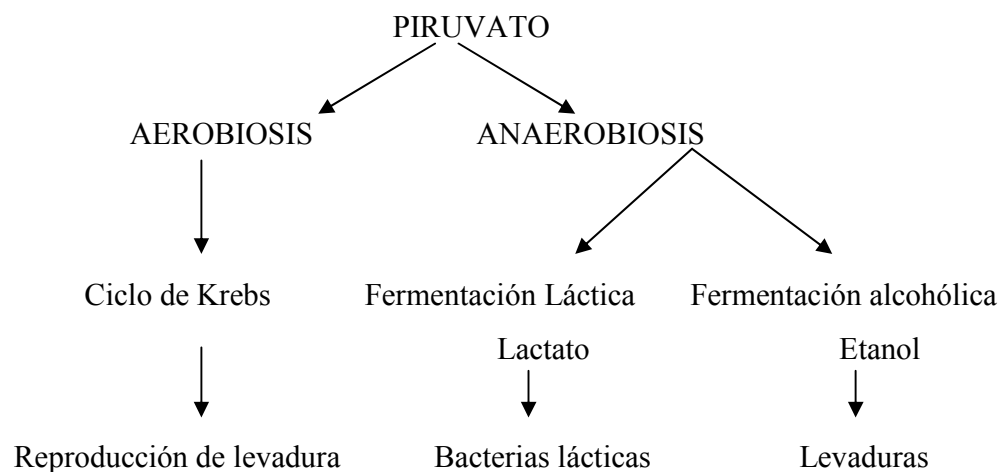 PIRUVATO
AEROBIOSIS ANAEROBIOSIS
Ciclo de Krebs Fermentación Láctica Fermentación alcohólica
Lactato Etanol
Reproducción de levadura Bacterias lácticas Levaduras